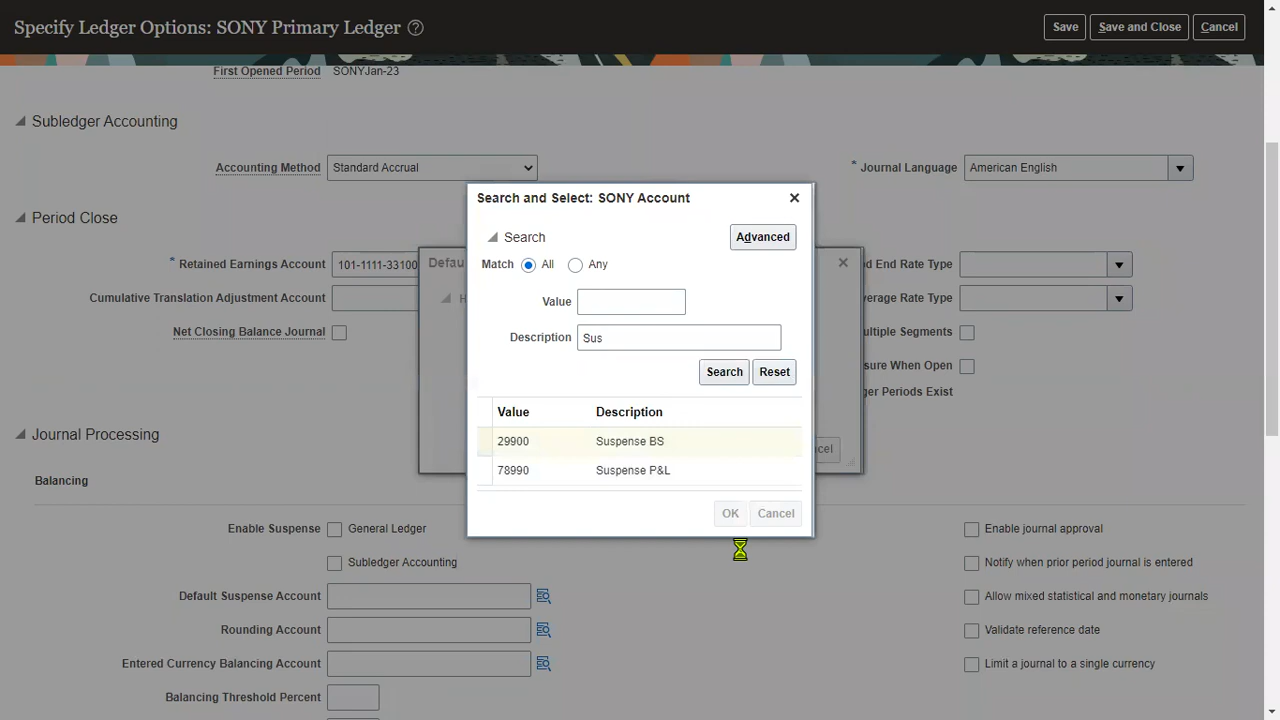 Specify Ledger Options: SONY Primary Ledger ?
Save Save and Close Cancel
First Opened Period SONYJan-23
Subledger Accounting
Accounting Method Standard Accrual
* Journal Language American English
Period Close
* Retained Earnings Account 101-1111-33100
Cumulative Translation Adjustment Account
Net Closing Balance Journal
End Rate Type
Rate Type
Segments
When Open
Periods Exist
Search and Select: SONY Account
Advanced
Search
Match All Any
Value
Description Sus
Search Reset
Value Description
29900 Suspense BS
78990 Suspense P&L
OK Cancel
Journal Processing
Balancing
Enable Suspense General Ledger
Subledger Accounting
Default Suspense Account
Rounding Account
Entered Currency Balancing Account
Balancing Threshold Percent
Enable journal approval
Notify when prior period journal is entered
Allow mixed statistical and monetary journals
Validate reference date
Limit a journal to a single currency